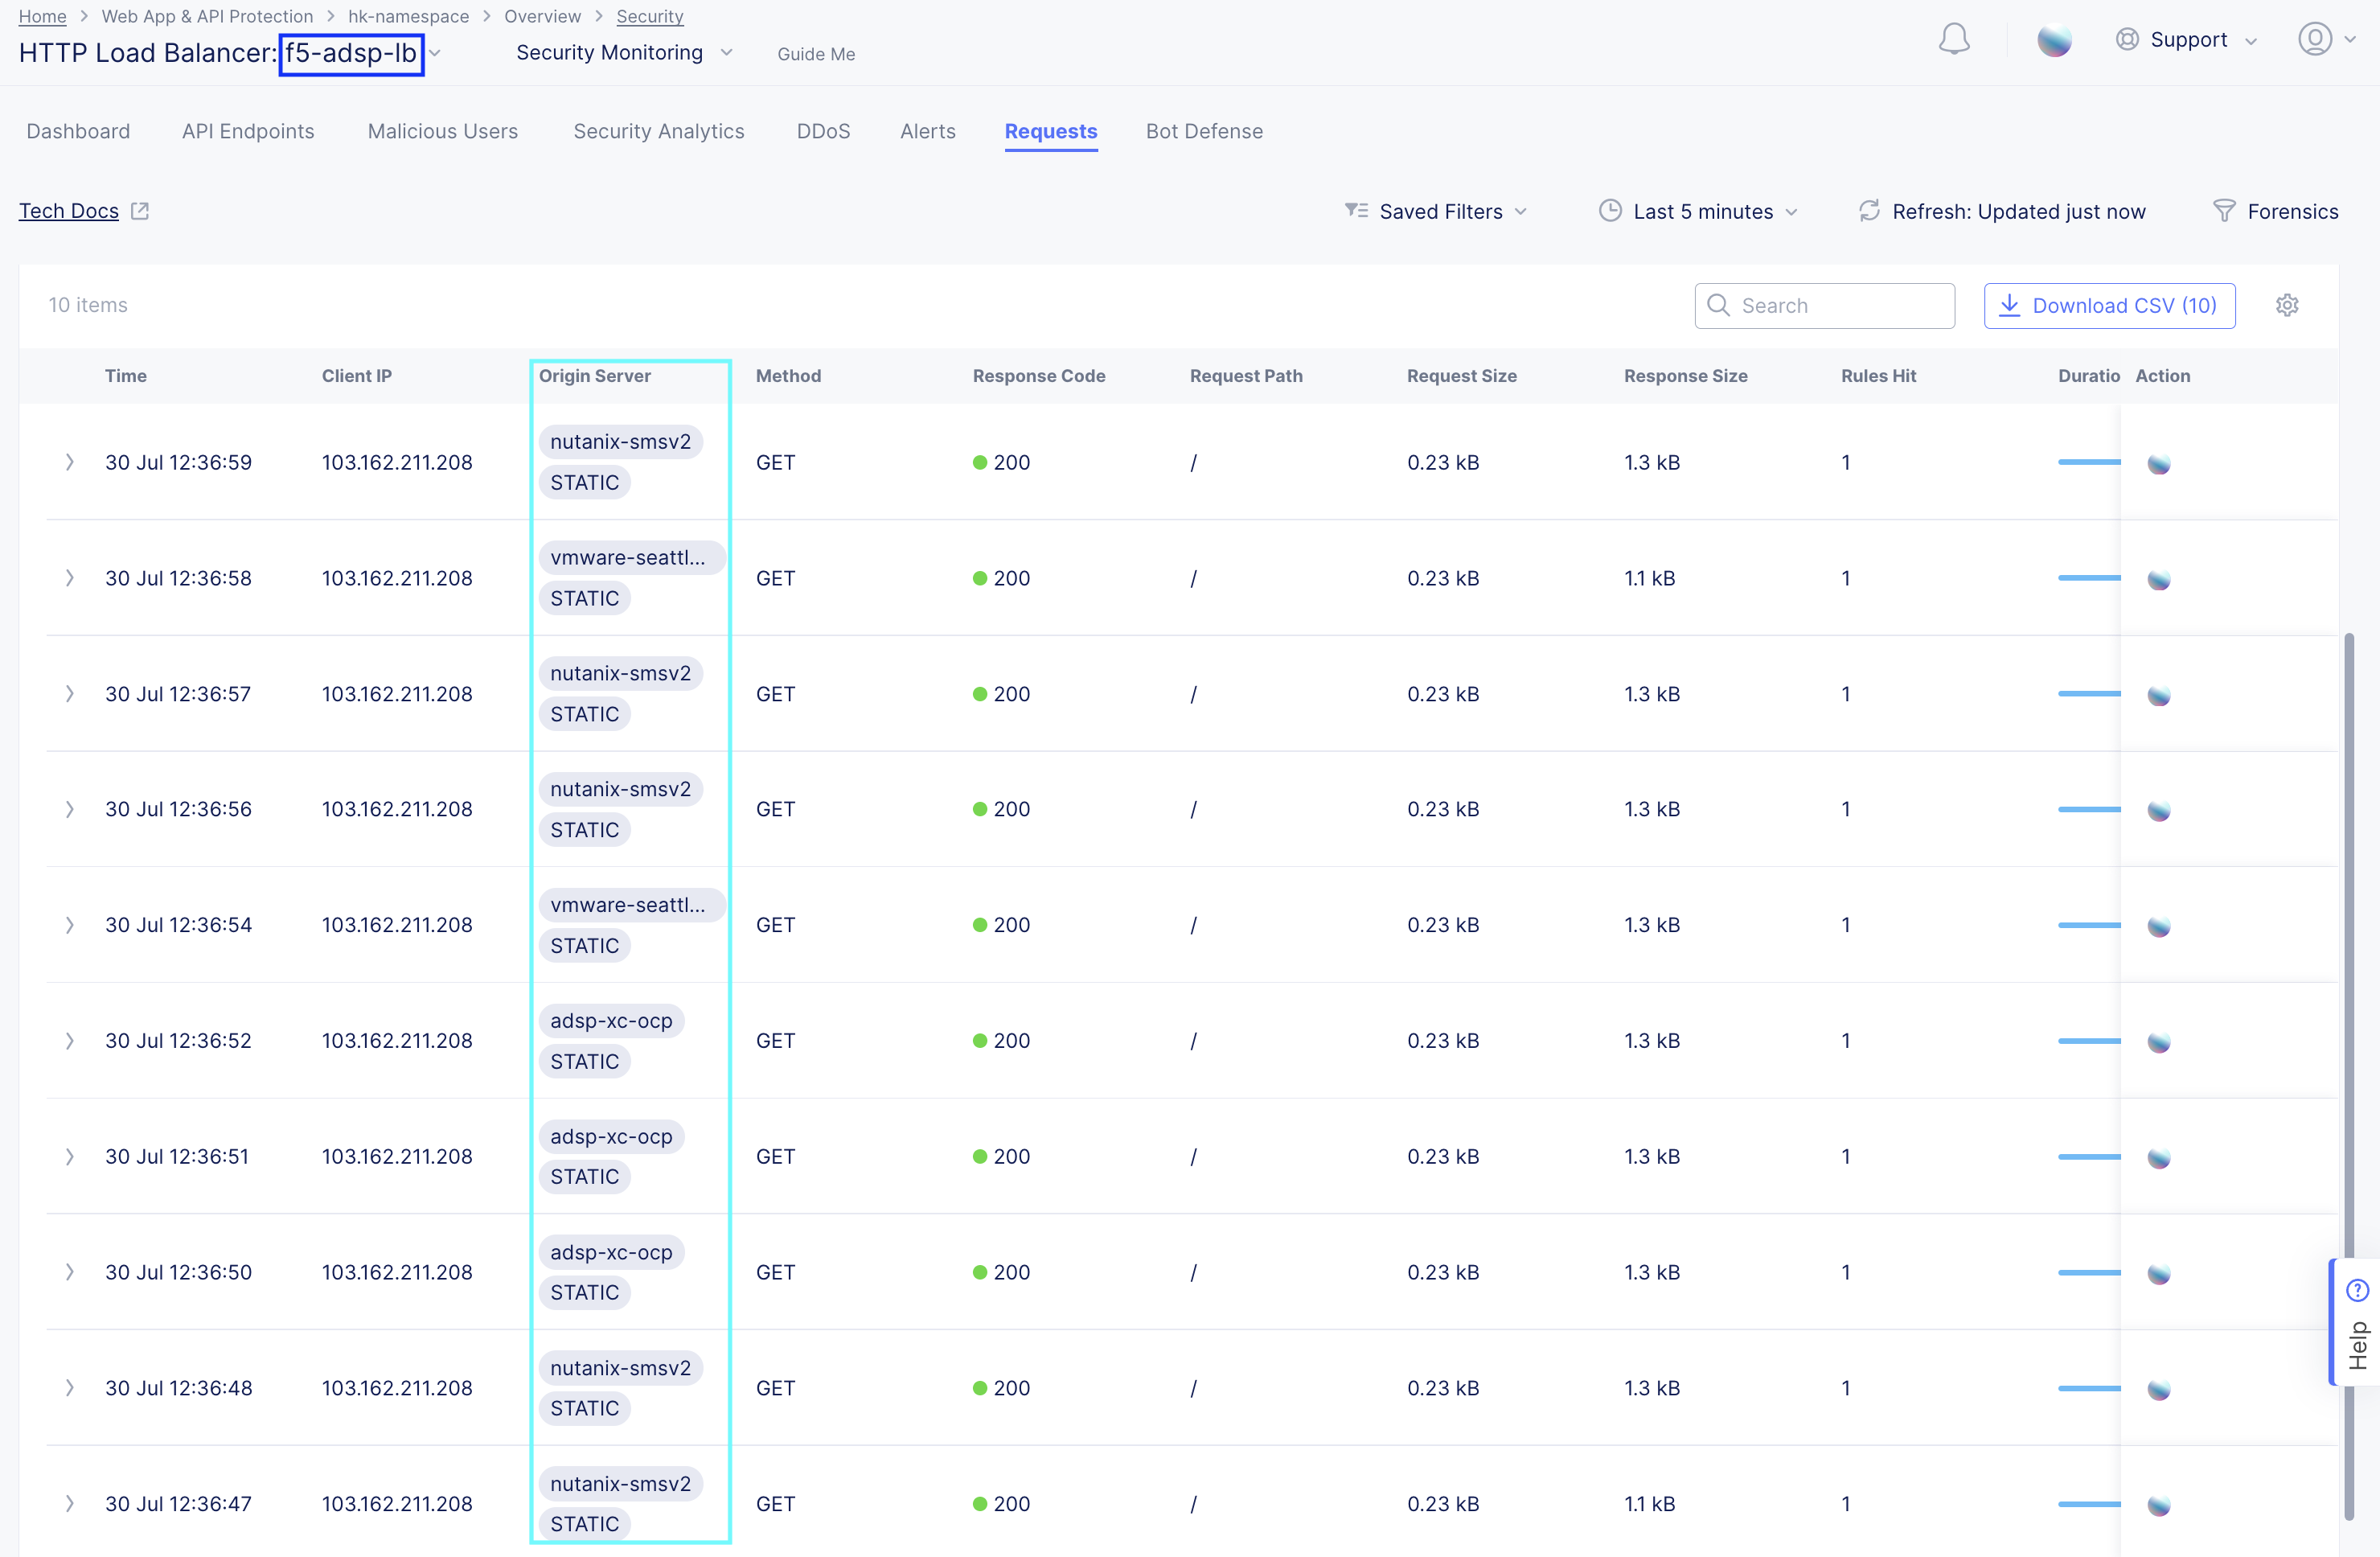 Home > Web App & API Protection > hk-namespace > Overview > Security
HTTP Load Balancer: f5-adsp-lb Security Monitoring Guide Me Support
Dashboard API Endpoints Malicious Users Security Analytics DDoS Alerts Requests Bot Defense
Tech Docs Saved Filters Last 5 minutes Refresh: Updated just now Forensics
10 items Search Download CSV (10)
Time Client IP Origin Server Method Response Code Request Path Request Size Response Size Rules Hit Duratio Action
nutanix-smsv2
30 Jul 12:36:59 103.162.211.208 GET 200 / 0.23 kB 1.3 kB 1
STATIC
vmware-seattl...
30 Jul 12:36:58 103.162.211.208 GET 200 / 0.23 kB 1.1 kB 1
STATIC
nutanix-smsv2
30 Jul 12:36:57 103.162.211.208 GET 200 / 0.23 kB 1.3 kB 1
STATIC
nutanix-smsv2
30 Jul 12:36:56 103.162.211.208 GET 200 / 0.23 kB 1.3 kB 1
STATIC
vmware-seattl...
30 Jul 12:36:54 103.162.211.208 GET 200 / 0.23 kB 1.3 kB 1
STATIC
adsp-xc-ocp
30 Jul 12:36:52 103.162.211.208 GET 200 / 0.23 kB 1.3 kB 1
STATIC
adsp-xc-ocp
30 Jul 12:36:51 103.162.211.208 GET 200 / 0.23 kB 1.3 kB 1
STATIC
adsp-xc-ocp
30 Jul 12:36:50 103.162.211.208 GET 200 / 0.23 kB 1.3 kB 1
STATIC
nutanix-smsv2
30 Jul 12:36:48 103.162.211.208 GET 200 / 0.23 kB 1.3 kB 1
STATIC
nutanix-smsv2
30 Jul 12:36:47 103.162.211.208 GET 200 / 0.23 kB 1.1 kB 1
STATIC
Help